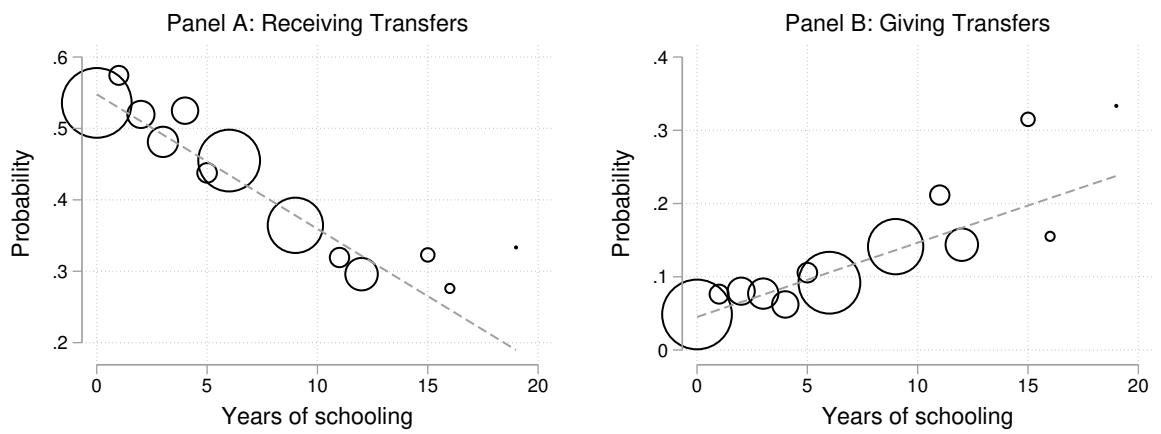 Panel A: Receiving Transfers
.6
.5
.4
.3
.2
Probability
0 5 10 15 20
Years of schooling
Panel B: Giving Transfers
.4
.3
.2
.1
0
Probability
0 5 10 15 20
Years of schooling